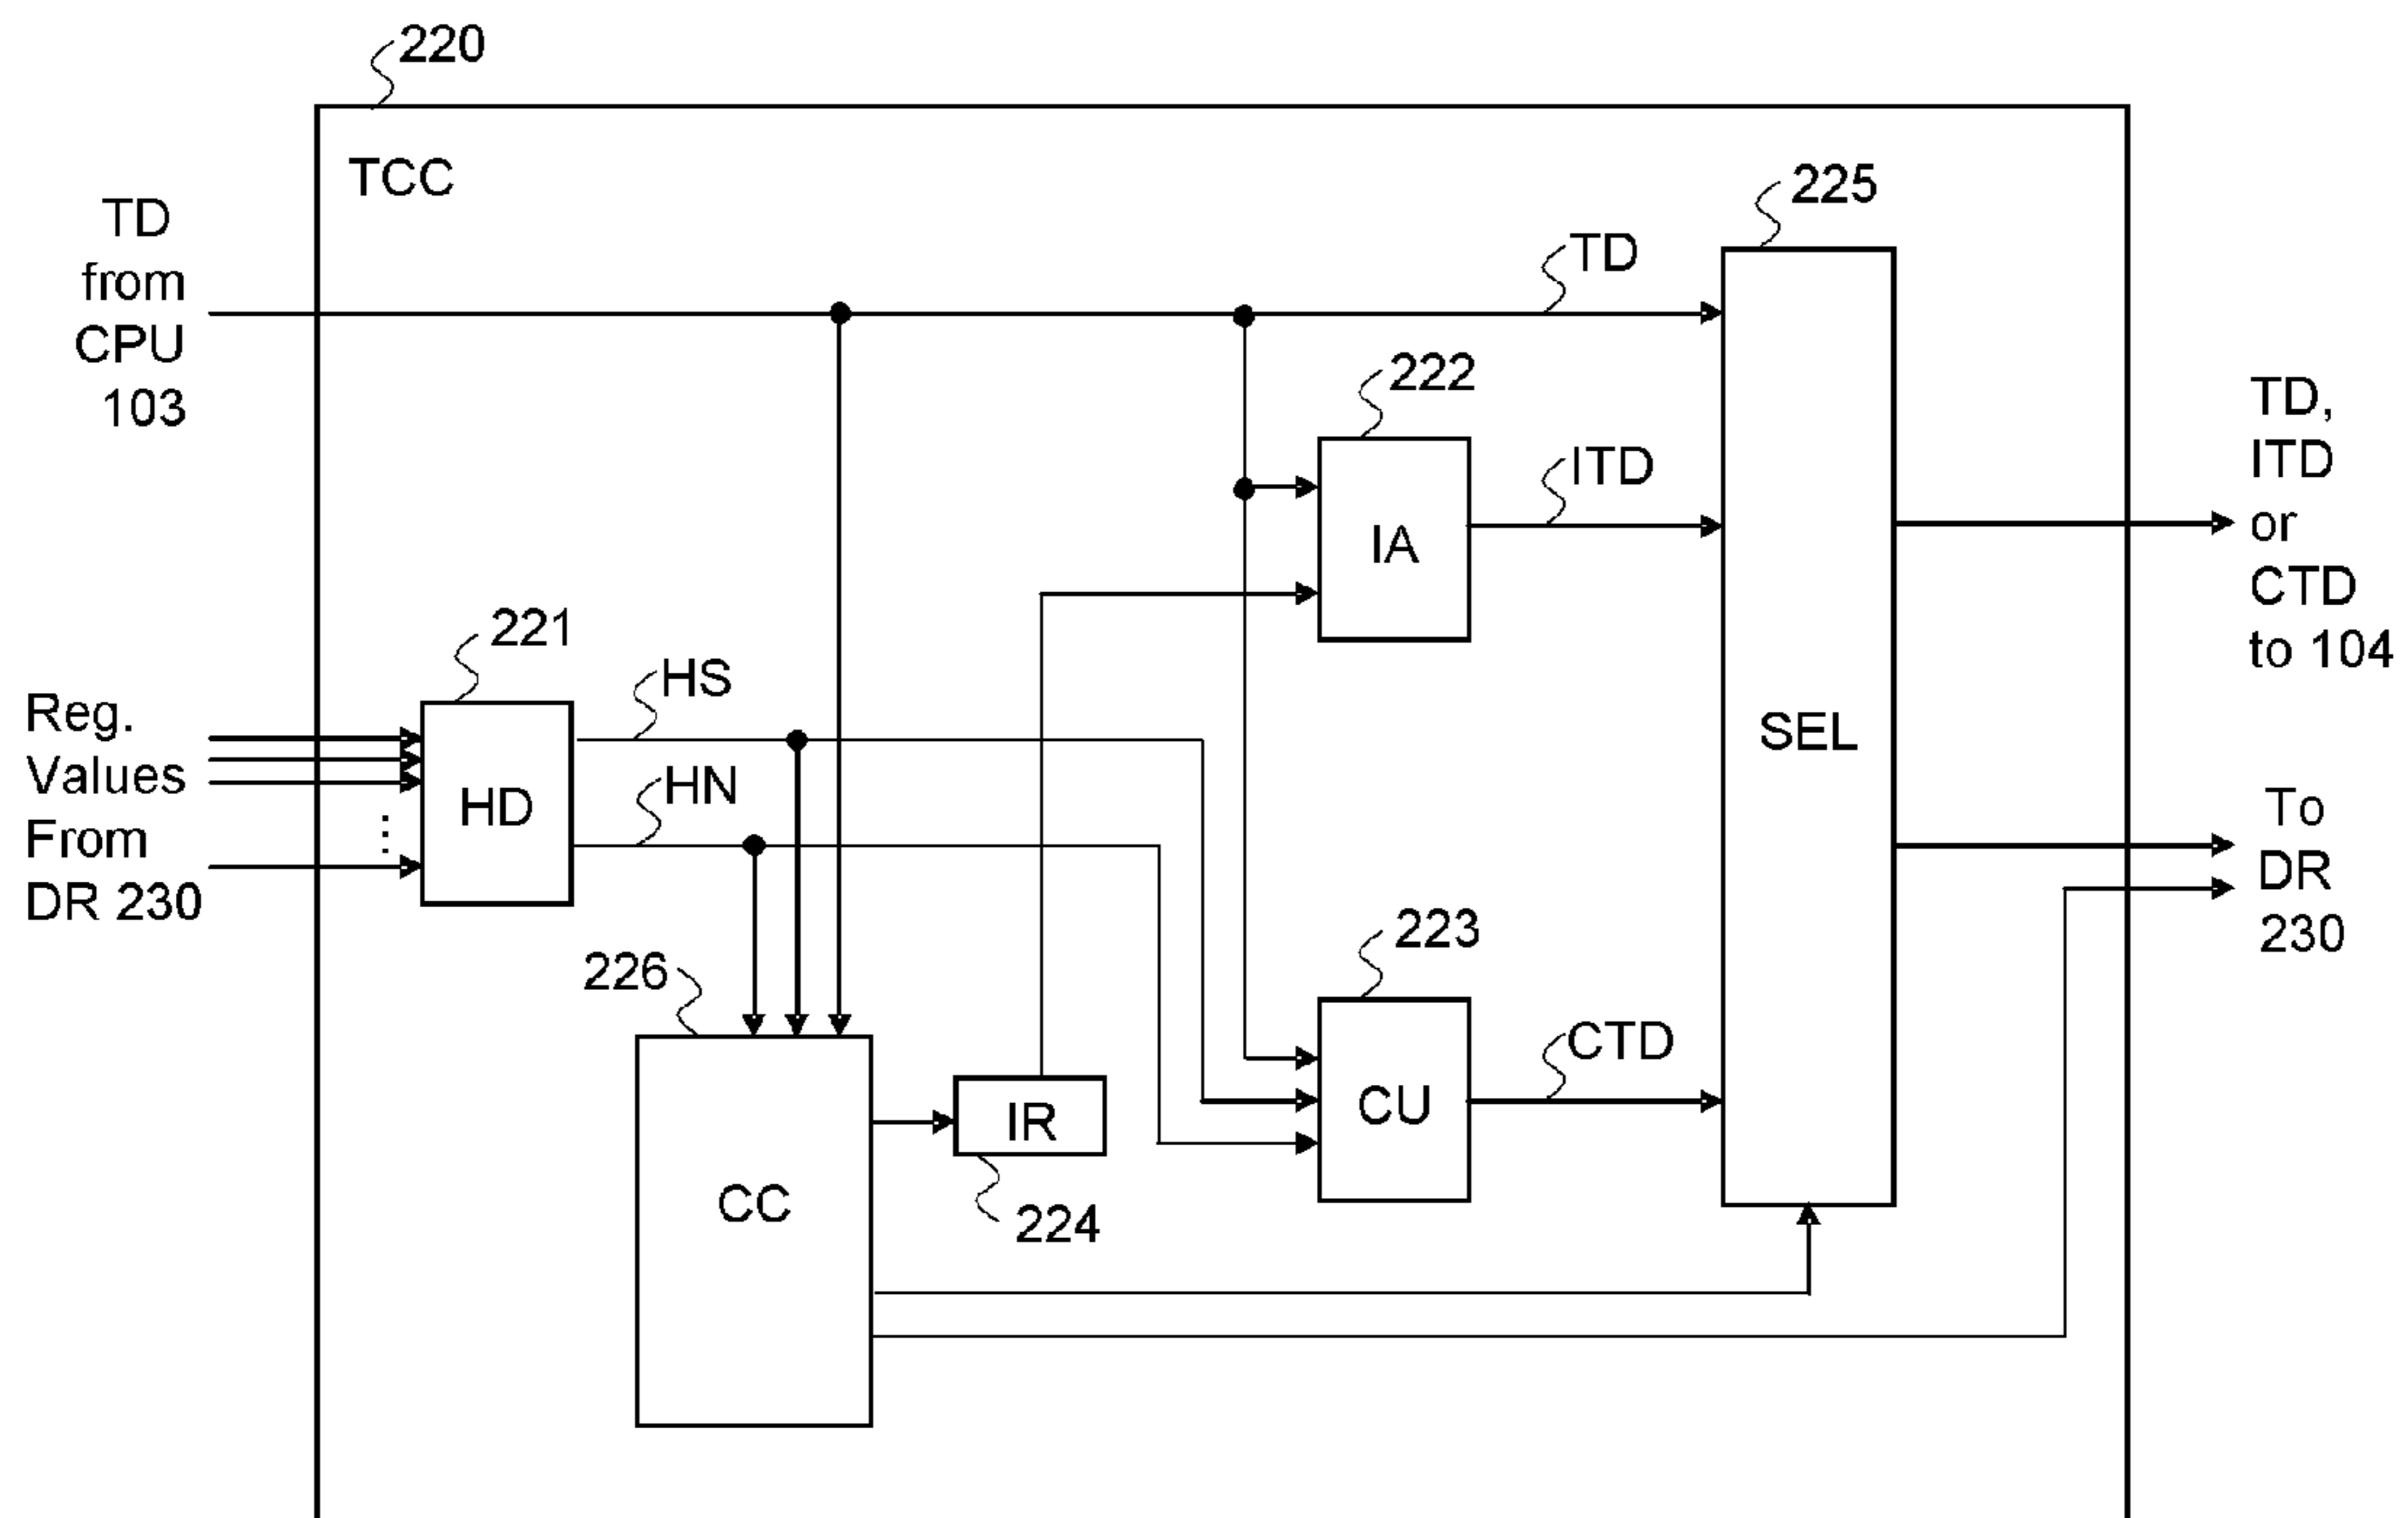 220
TCC
TD
from
CPU
103
225
TD
222
IA
ITD
TD,
ITD
or
CTD
to 104
221
HS
HN
HD
Reg.
Values
From
DR 230
SEL
To
DR
230
226
223
CTD
CU
IR
224
CC